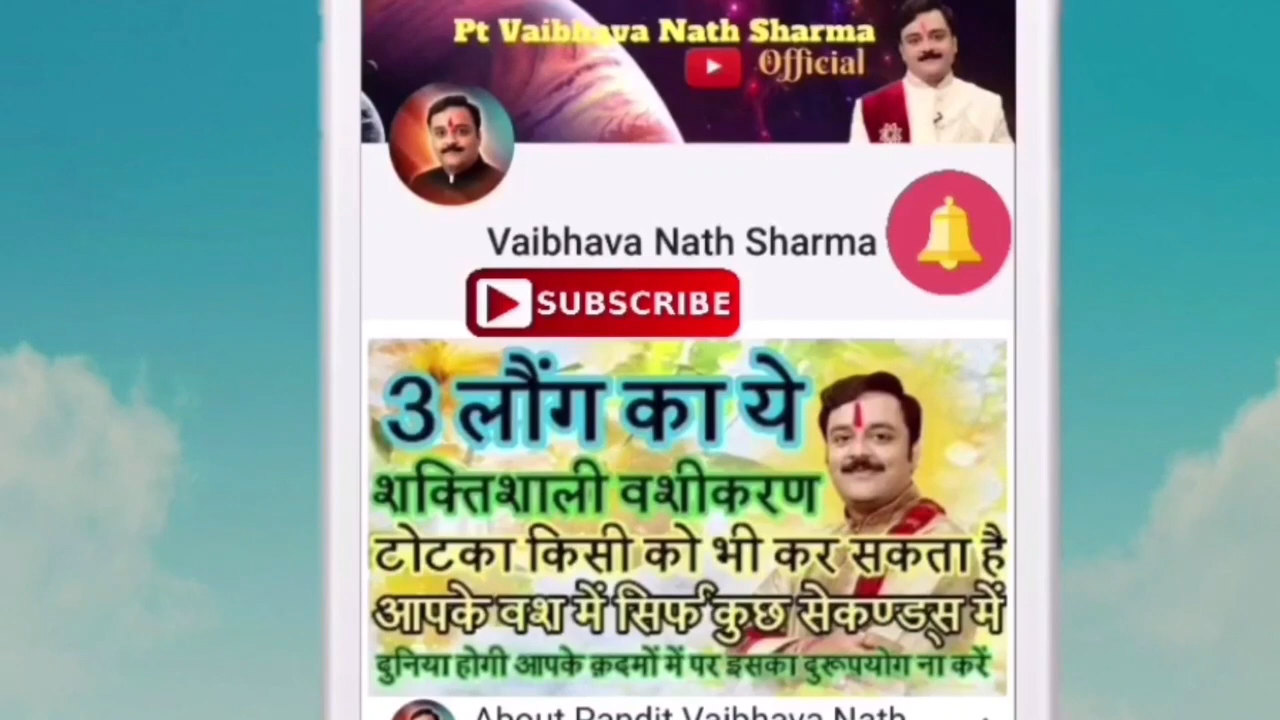 Pt Vaibhava Nath Sharma
Official
Vaibhava Nath Sharma
SUBSCRIBE
3 लौंग का ये
शक्तिशाली वशीकरण
टोटका किसी को भी कर सकता है
आपके वश में सिर्फ कुछ सेकण्ड्स में
दुनिया होगी आपके क़दमों में पर इसका दुरूपयोग ना करें
About Pandit Vaibhava Nath